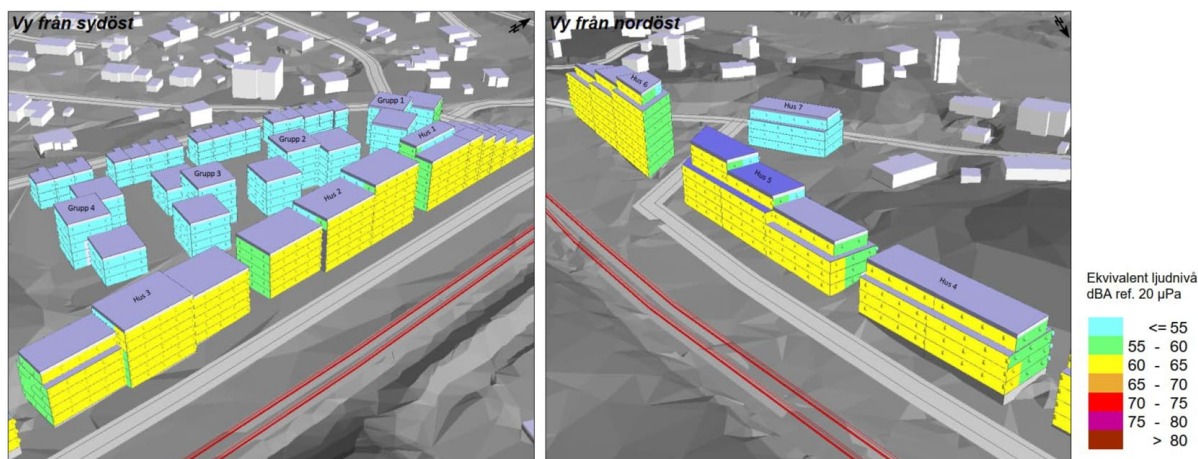 Vy från sydöst
N
Grupp 1
Hus 1
Grupp 2
Grupp 3
Hus 2
Grupp 4
Hus 3
Vy från nordöst
Hus 6
Hus 7
Hus 5
Hus 4
Ekvivalent ljudnivå
dBA ref. 20 µPa
<= 55
55 - 60
60 - 65
65 - 70
70 - 75
75 - 80
> 80